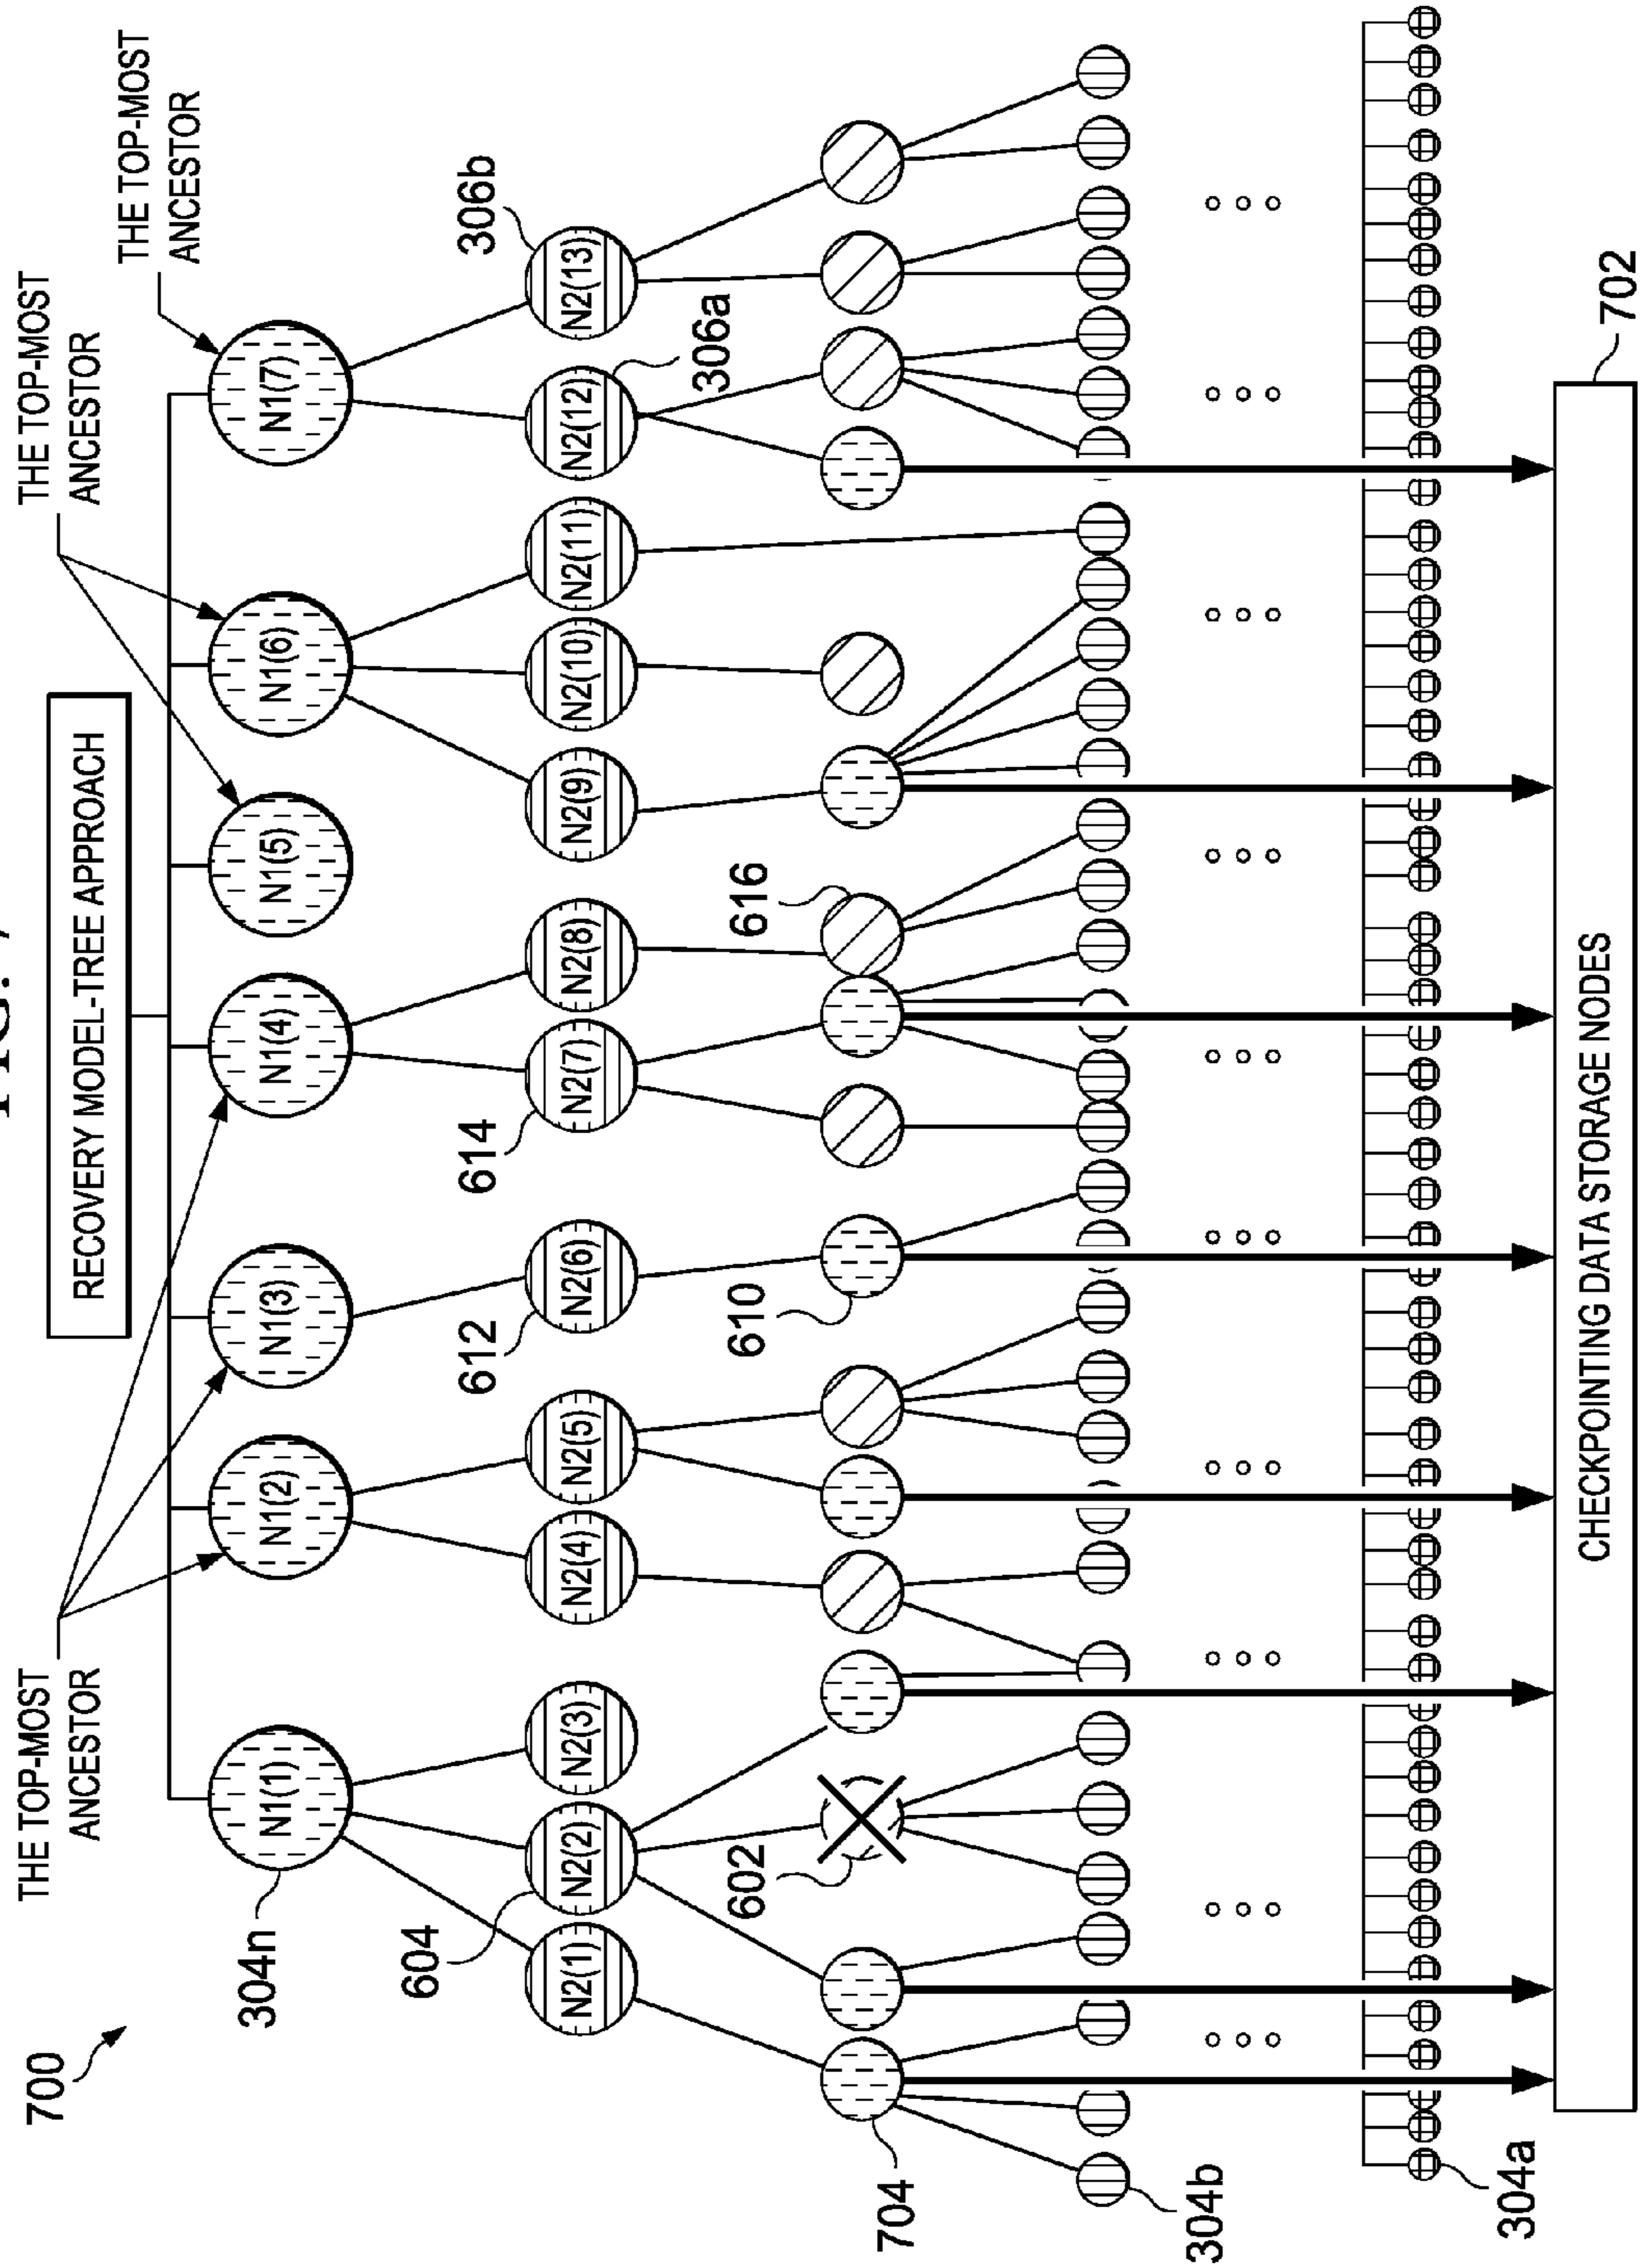 700
THE TOP-MOST
ANCESTOR
THE TOP-MOST
ANCESTOR
THE TOP-MOST
ANCESTOR
RECOVERY MODEL-TREE APPROACH
304n
N1(1)
N1(2)
N1(3)
N1(4)
N1(5)
N1(6)
N1(7)
604
612
614
306b
N2(1)
N2(2)
N2(3)
N2(4)
N2(5)
N2(6)
N2(7)
N2(8)
N2(9)
N2(10)
N2(11)
N2(12)
N2(13)
306a
704
602
610
616
304b
304a
CHECKPOINTING DATA STORAGE NODES
702